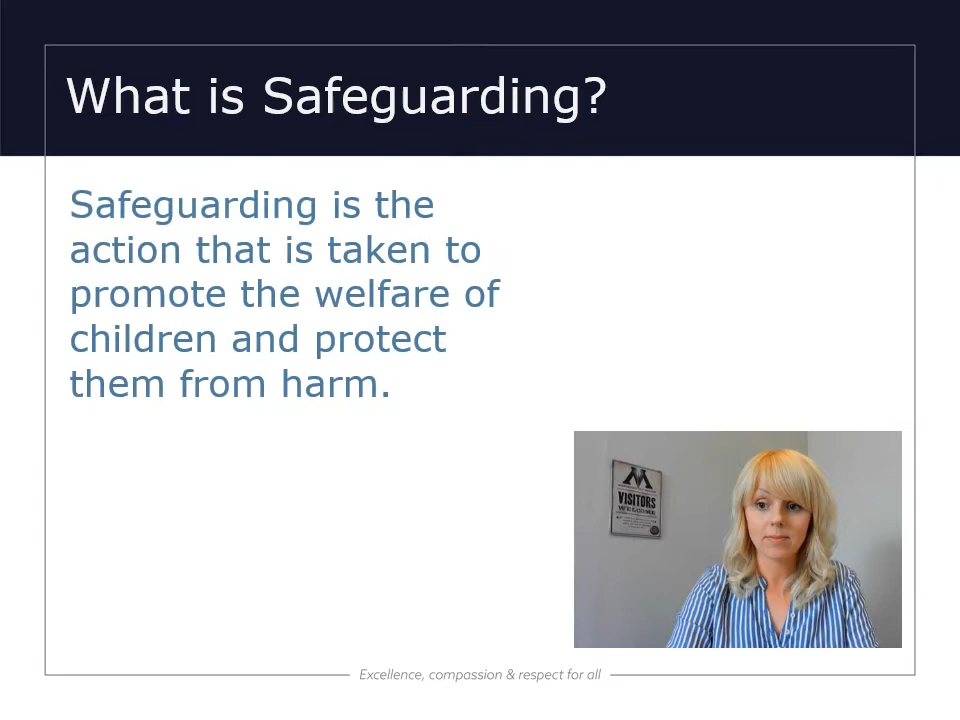 What is Safeguarding?
Safeguarding is the
action that is taken to
promote the welfare of
children and protect
them from harm.
M
VISITORS
WELCOME
Excellence, compassion & respect for all